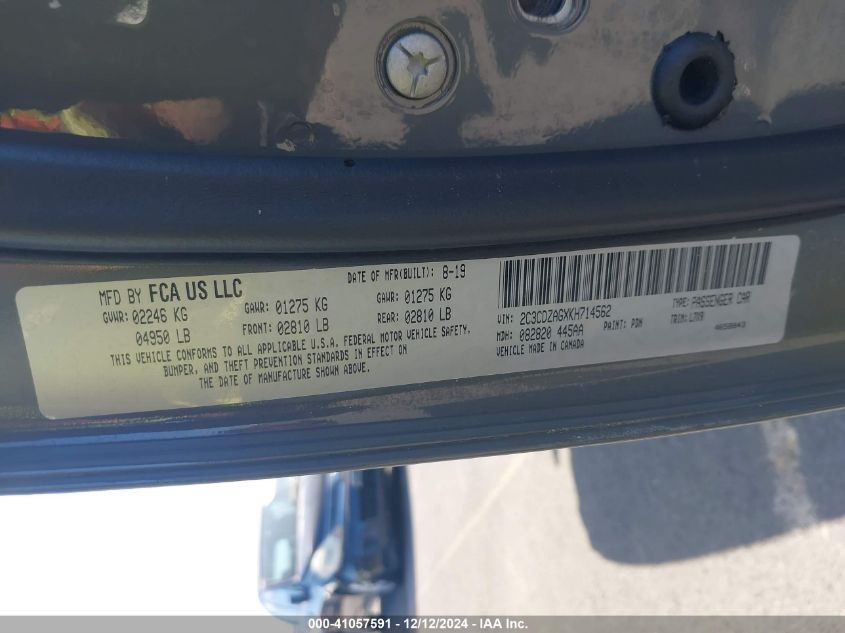 MFD BY FCA US LLC
DATE OF MFR(BUILT): 8-19
GVWR: 02246 KG
04950 LB
GAWR: 01275 KG
FRONT: 02810 LB
GAWR: 01275 KG
REAR: 02810 LB
THIS VEHICLE CONFORMS TO ALL APPLICABLE U.S.A. FEDERAL MOTOR VEHICLE SAFETY,
BUMPER, AND THEFT PREVENTION STANDARDS IN EFFECT ON
THE DATE OF MANUFACTURE SHOWN ABOVE.
VIN: 2C3CDZAGXKH714562
TYPE: PASSENGER CAR
MDH: 082820 445AA
PAINT: PDN
TRIM: L7X9
VEHICLE MADE IN CANADA
000-41057591 - 12/12/2024 - IAA Inc.